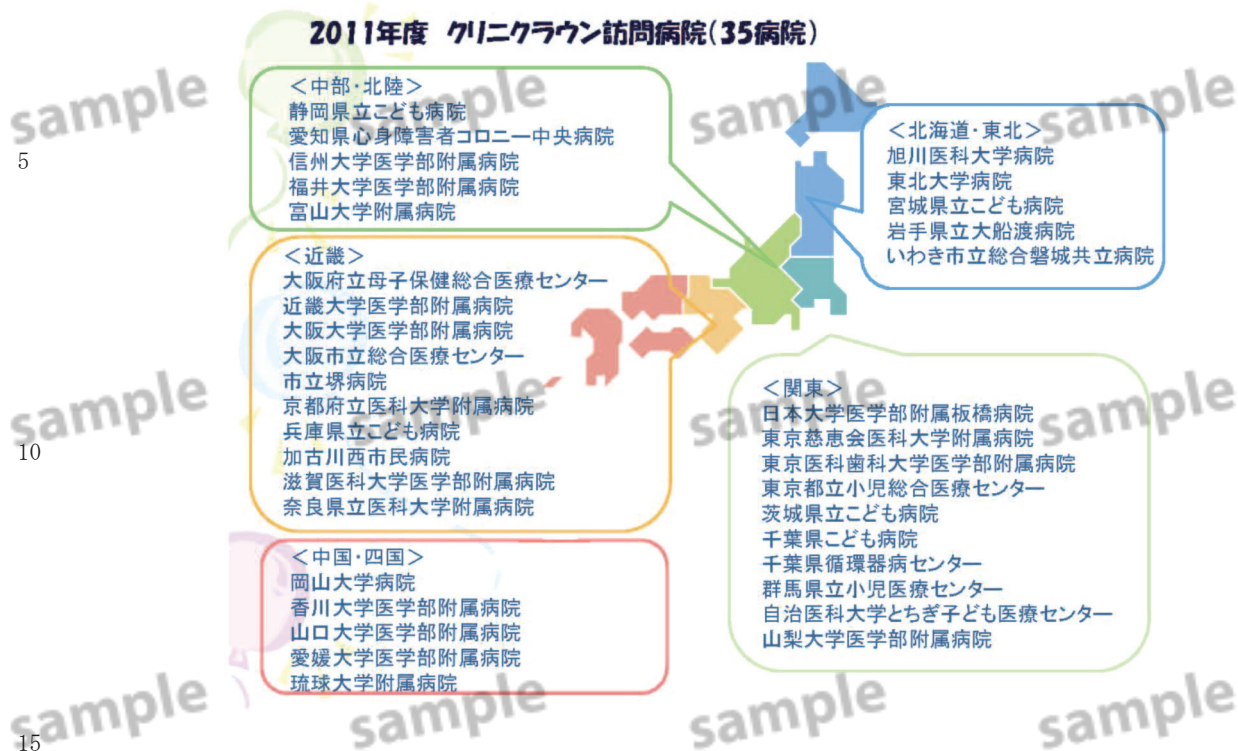 2011年度 クリニクラウン訪問病院(35病院)
<中部・北陸>
静岡県立こども病院
愛知県心身障害者コロニー中央病院
信州大学医学部附属病院
福井大学医学部附属病院
富山大学附属病院
<北海道・東北>
旭川医科大学病院
東北大学病院
宮城県立こども病院
岩手県立大船渡病院
いわき市立総合磐城共立病院
<近畿>
大阪府立母子保健総合医療センター
近畿大学医学部附属病院
大阪大学医学部附属病院
大阪市立総合医療センター
市立堺病院
京都府立医科大学附属病院
兵庫県立こども病院
加古川西市民病院
滋賀医科大学医学部附属病院
奈良県立医科大学附属病院
<関東>
日本大学医学部附属板橋病院
東京慈恵会医科大学附属病院
東京医科歯科大学医学部附属病院
東京都立小児総合医療センター
茨城県立こども病院
千葉県こども病院
千葉県循環器病センター
群馬県立小児医療センター
自治医科大学とちぎ子ども医療センター
山梨大学医学部附属病院
<中国・四国>
岡山大学病院
香川大学医学部附属病院
山口大学医学部附属病院
愛媛大学医学部附属病院
琉球大学附属病院
5
10
15
sample sample sample sample
sample sample sample sample
sample sample sample sample